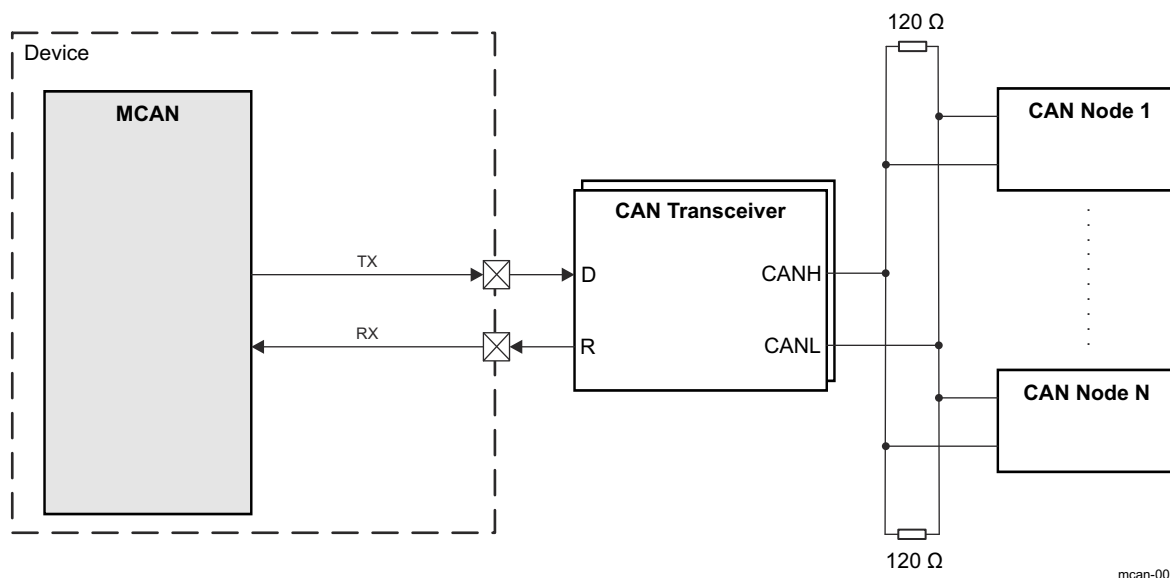 120 Ω
Device
MCAN
CAN Node 1
CAN Transceiver
TX
D
CANH
RX
R
CANL
CAN Node N
120 Ω
mcan-00